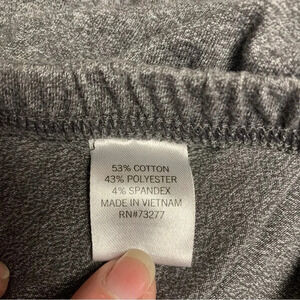 53% COTTON
43% POLYESTER
4% SPANDEX
MADE IN VIETNAM
RN#73277